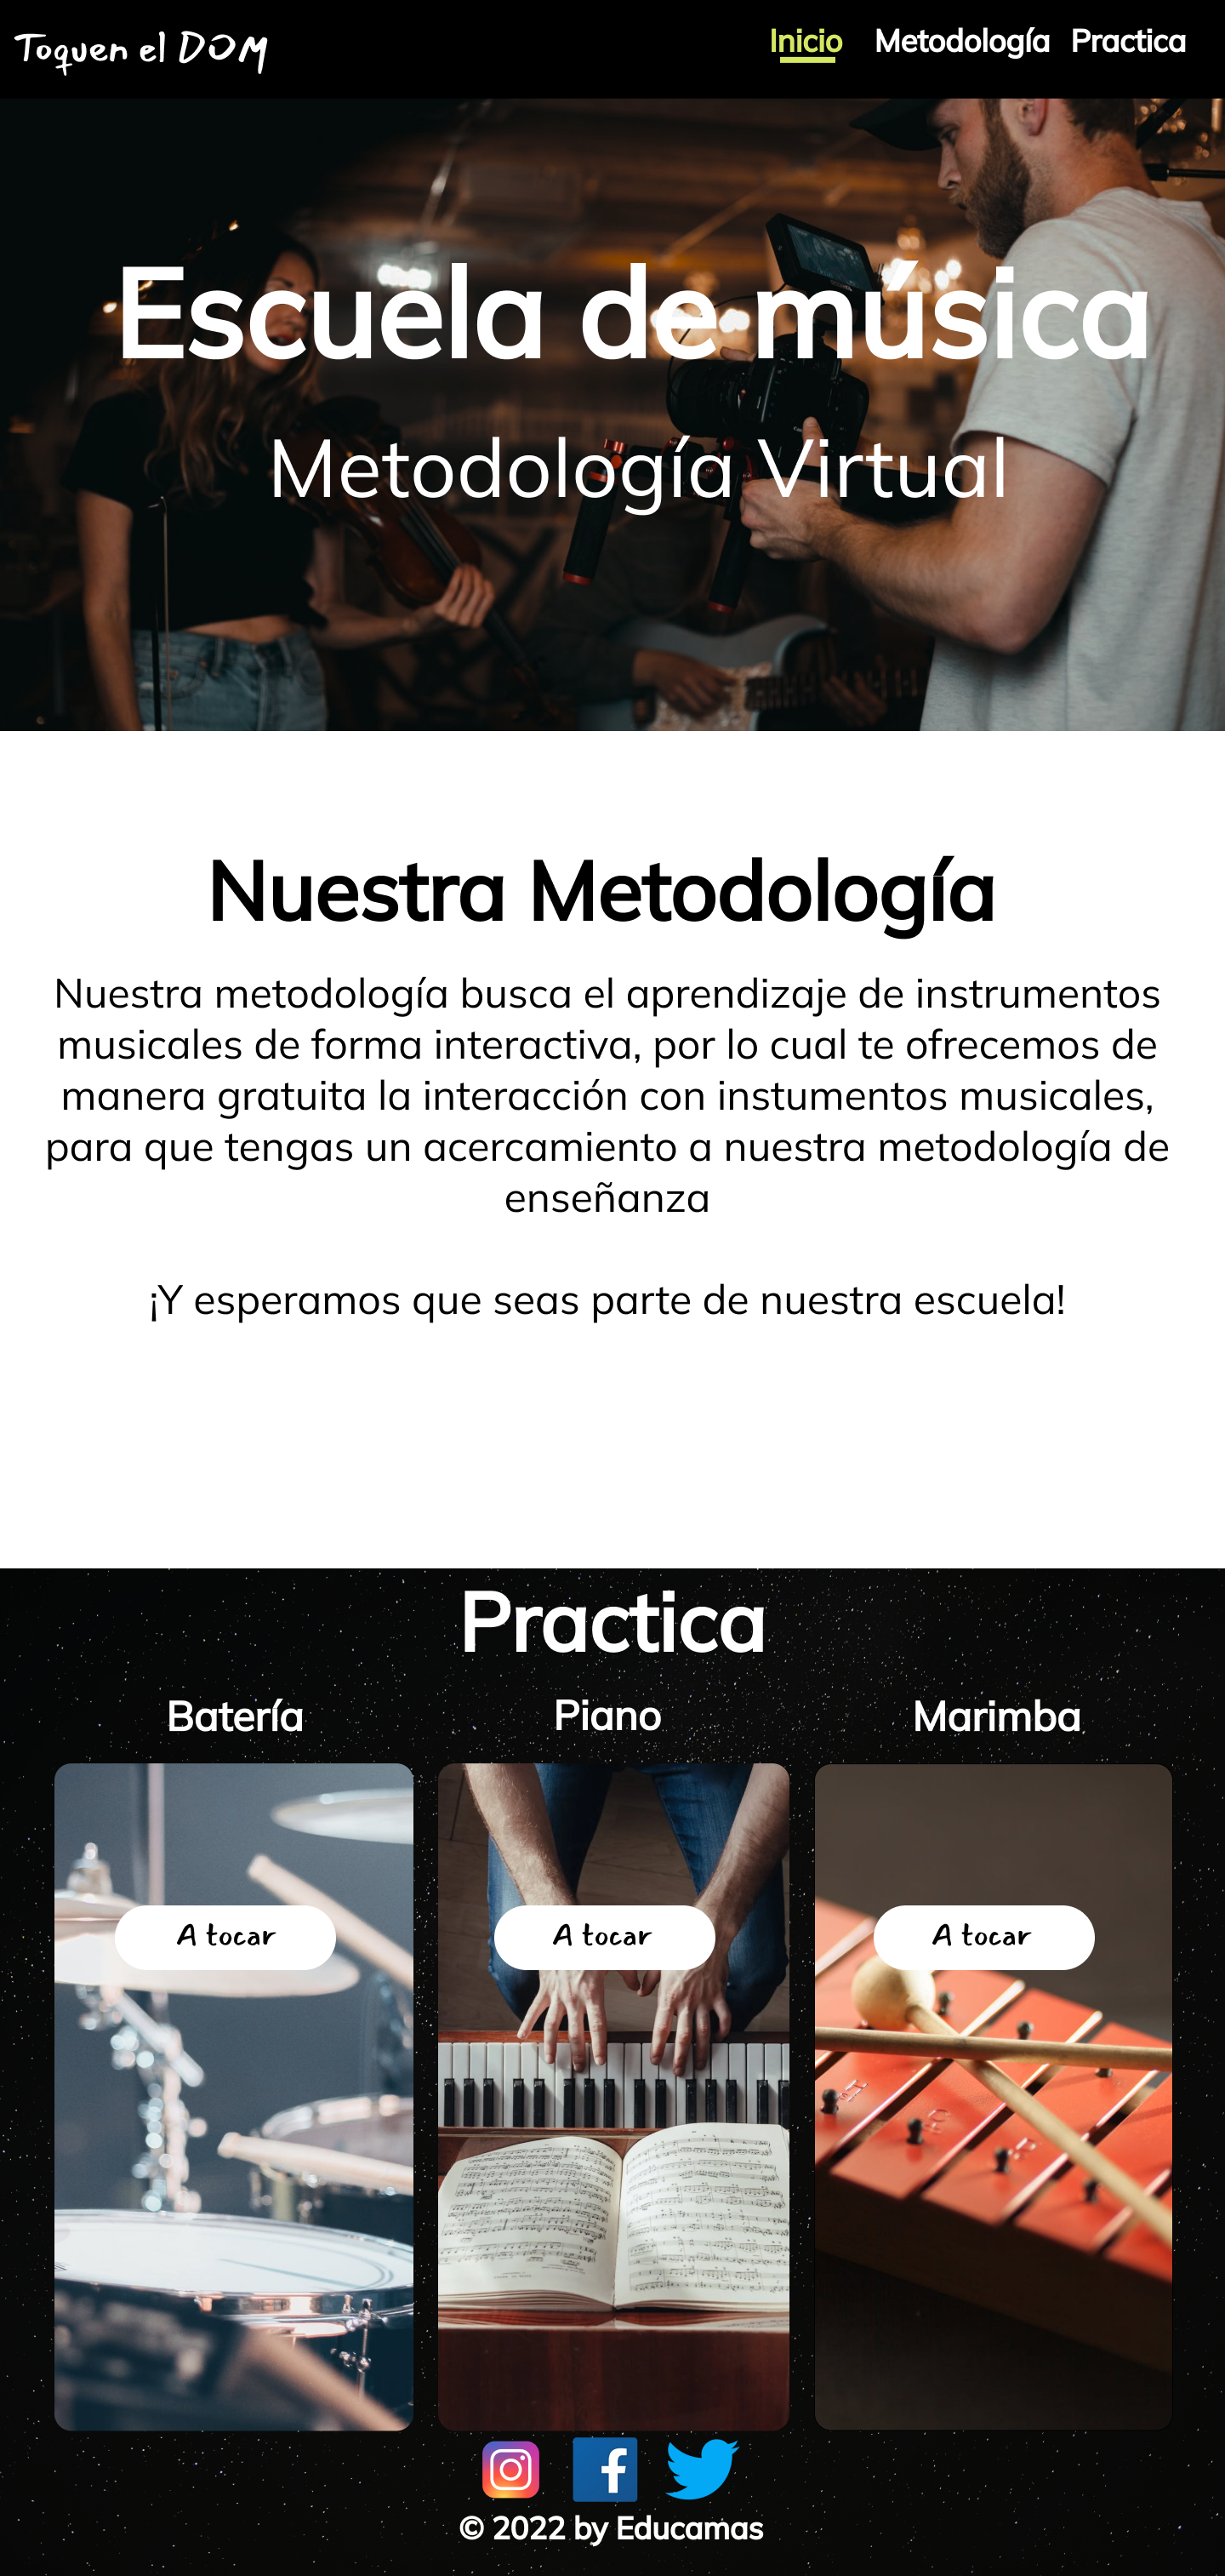 Toquen el DOM
Inicio Metodología Practica
Escuela de música
Metodología Virtual
Nuestra Metodología
Nuestra metodología busca el aprendizaje de instrumentos
musicales de forma interactiva, por lo cual te ofrecemos de
manera gratuita la interacción con instumentos musicales,
para que tengas un acercamiento a nuestra metodología de
enseñanza
¡Y esperamos que seas parte de nuestra escuela!
Practica
Batería Piano Marimba
A tocar A tocar A tocar
© 2022 by Educamas